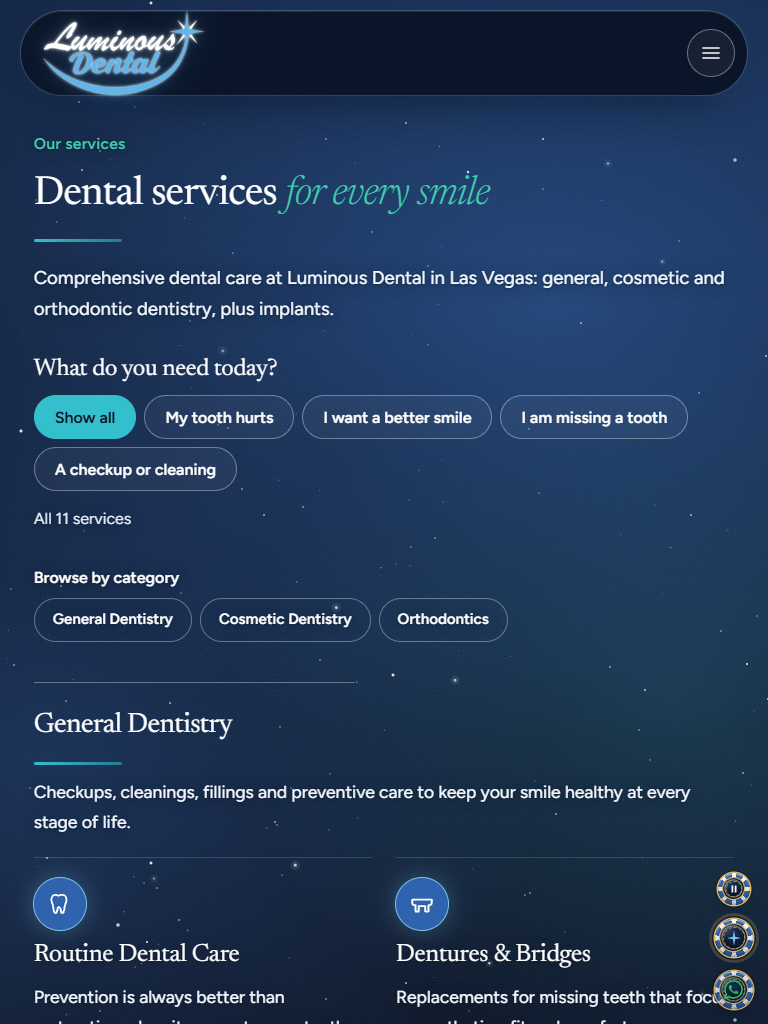 Luminous
Dental
Our services
Dental services for every smile
Comprehensive dental care at Luminous Dental in Las Vegas: general, cosmetic and
orthodontic dentistry, plus implants.
What do you need today?
Show all
My tooth hurts
I want a better smile
I am missing a tooth
A checkup or cleaning
All 11 services
Browse by category
General Dentistry
Cosmetic Dentistry
Orthodontics
General Dentistry
Checkups, cleanings, fillings and preventive care to keep your smile healthy at every
stage of life.
Routine Dental Care
Dentures & Bridges
Prevention is always better than
Replacements for missing teeth that